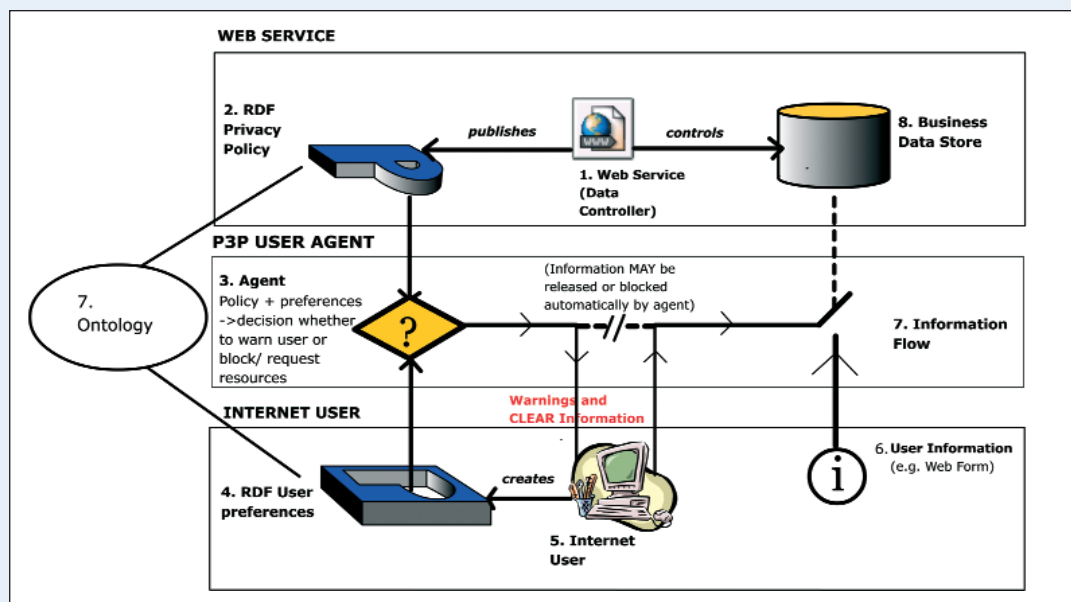 WEB SERVICE
2. RDF
Privacy
Policy
publishes
WWW
controls
1. Web Service
(Data
Controller)
8. Business
Data Store
P3P USER AGENT
3. Agent
Policy + preferences
->decision whether
to warn user or
block/ request
resources
?
(Information MAY be
released or blocked
automatically by agent)
7. Information
Flow
7.
Ontology
Warnings and
CLEAR Information
INTERNET USER
4. RDF User
preferences
creates
5. Internet
User
i
6. User Information
(e.g. Web Form)